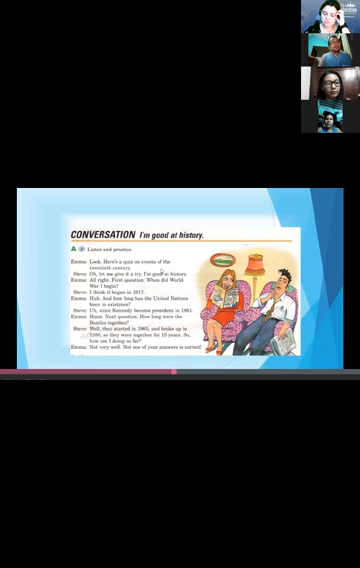 CONVERSATION I'm good at history.
A Listen and practice.
Emma: Look. Here's a quiz on events of the
twentieth century.
Steve: Oh, let me give it a try. I'm good at history.
Emma: All right. First question: When did World
War I begin?
Steve: I think it began in 1917.
Emma: Huh. And how long has the United Nations
been in existence?
Steve: Uh, since Kennedy became president in 1961.
Emma: Hmm. Next question: How long were the
Beatles together?
Steve: Well, they started in 1965, and broke up in
1980, so they were together for 15 years. So,
how am I doing so far?
Emma: Not very well. Not one of your answers is correct!